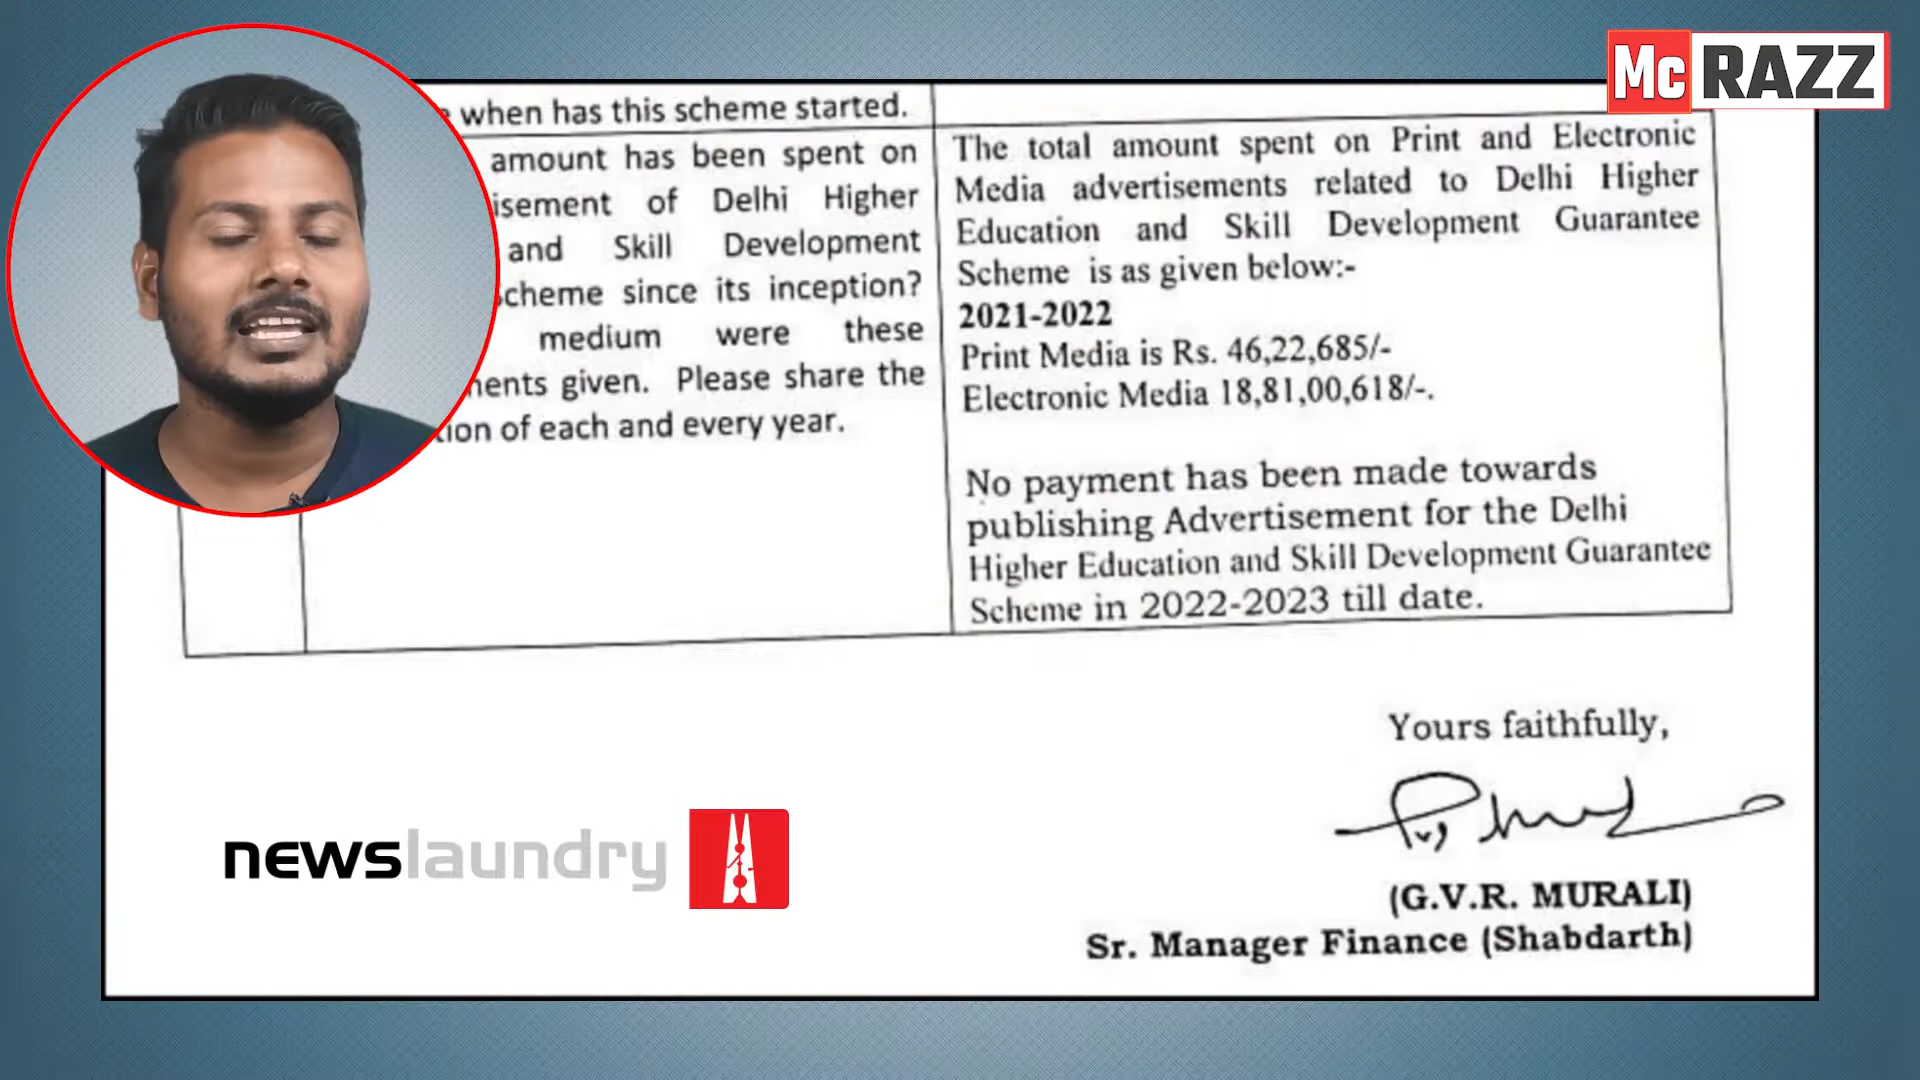 Mc RAZZ
when has this scheme started.
amount has been spent on
isement of Delhi Higher
and Skill Development
cheme since its inception?
medium were these
nents given. Please share the
tion of each and every year.
The total amount spent on Print and Electronic
Media advertisements related to Delhi Higher
Education and Skill Development Guarantee
Scheme is as given below:-
2021-2022
Print Media is Rs. 46,22,685/-
Electronic Media 18,81,00,618/-.
No payment has been made towards
publishing Advertisement for the Delhi
Higher Education and Skill Development Guarantee
Scheme in 2022-2023 till date.
Yours faithfully,
(G.V.R. MURALI)
Sr. Manager Finance (Shabdarth)
newslaundry